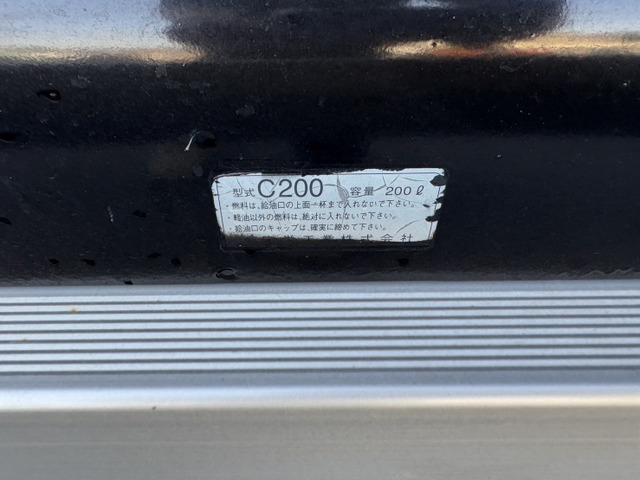 型式 C200 容量 200ℓ
・燃料は、給油口の上面一杯まで入れないで下さい。
・軽油以外の燃料は、絶対に入れないで下さい。
・給油口のキャップは、確実に締めて下さい。
工業株式会社